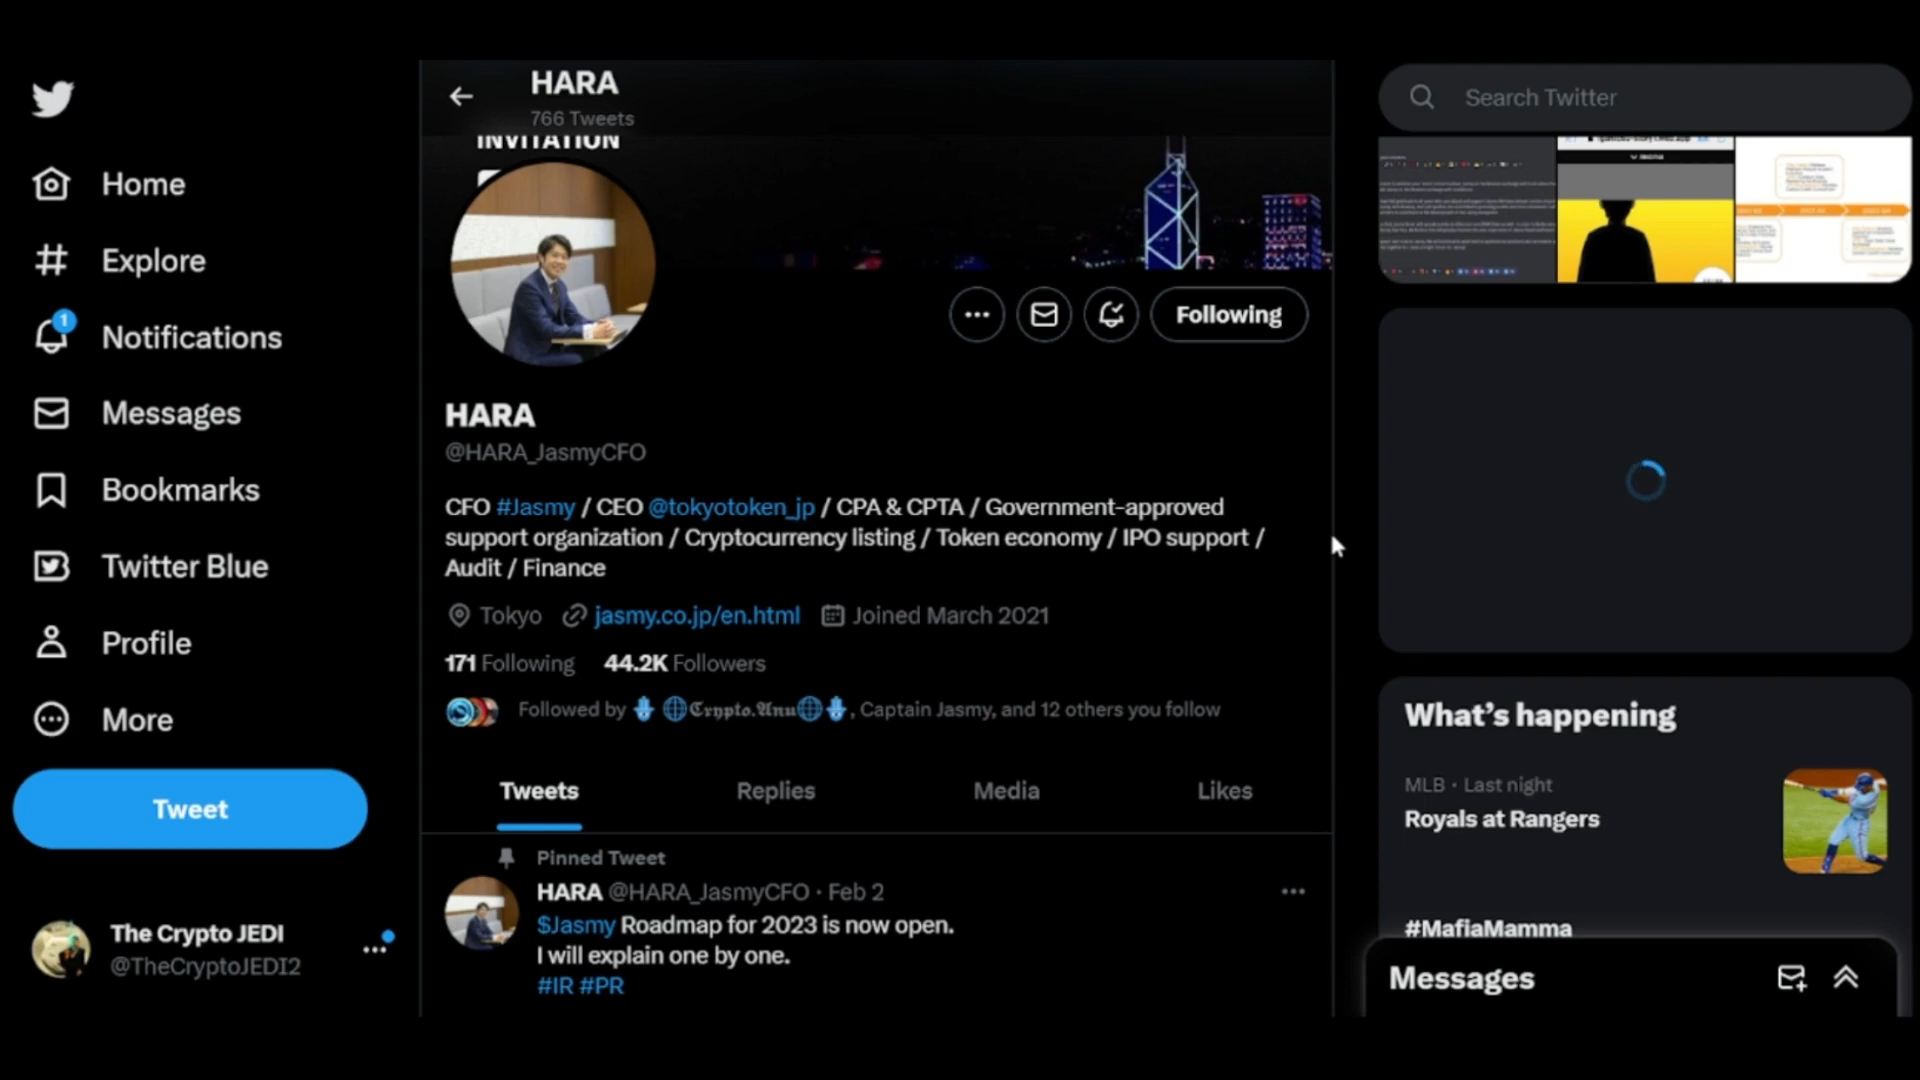 HARA
766 Tweets
INVITATION
Search Twitter
Home
Explore
1
Notifications
Messages
Bookmarks
Twitter Blue
Profile
More
Tweet
The Crypto JEDI
@TheCryptoJEDI2
Following
HARA
@HARA_JasmyCFO
CFO #Jasmy / CEO @tokyotoken_jp / CPA & CPTA / Government-approved
support organization / Cryptocurrency listing / Token economy / IPO support /
Audit / Finance
Tokyo jasmy.co.jp/en.html Joined March 2021
171 Following 44.2K Followers
Followed by 𝕮𝖗𝖞𝖕𝖙𝖔.𝕬𝖓𝖚, Captain Jasmy, and 12 others you follow
Tweets Replies Media Likes
Pinned Tweet
HARA @HARA_JasmyCFO · Feb 2
$Jasmy Roadmap for 2023 is now open.
I will explain one by one.
#IR #PR
What's happening
MLB · Last night
Royals at Rangers
#MafiaMamma
Messages